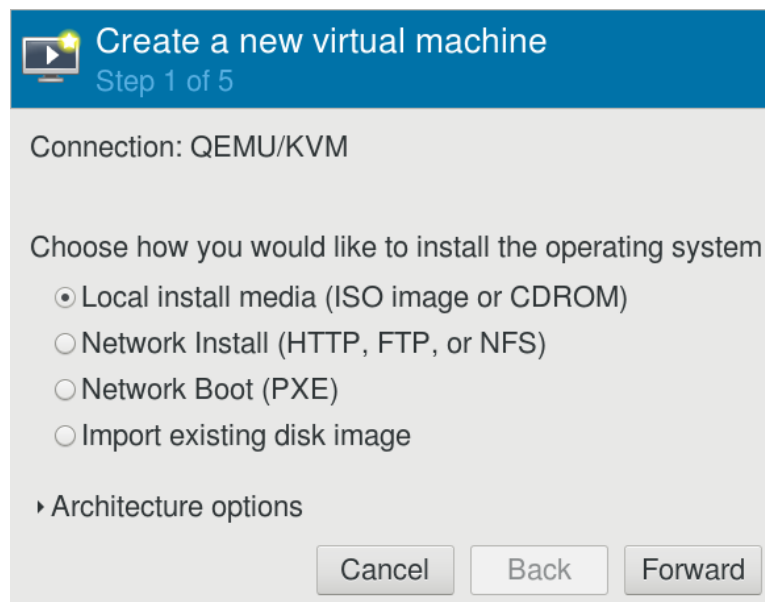 Create a new virtual machine
Step 1 of 5
Connection: QEMU/KVM
Choose how you would like to install the operating system
Local install media (ISO image or CDROM)
Network Install (HTTP, FTP, or NFS)
Network Boot (PXE)
Import existing disk image
Architecture options
Cancel Back Forward